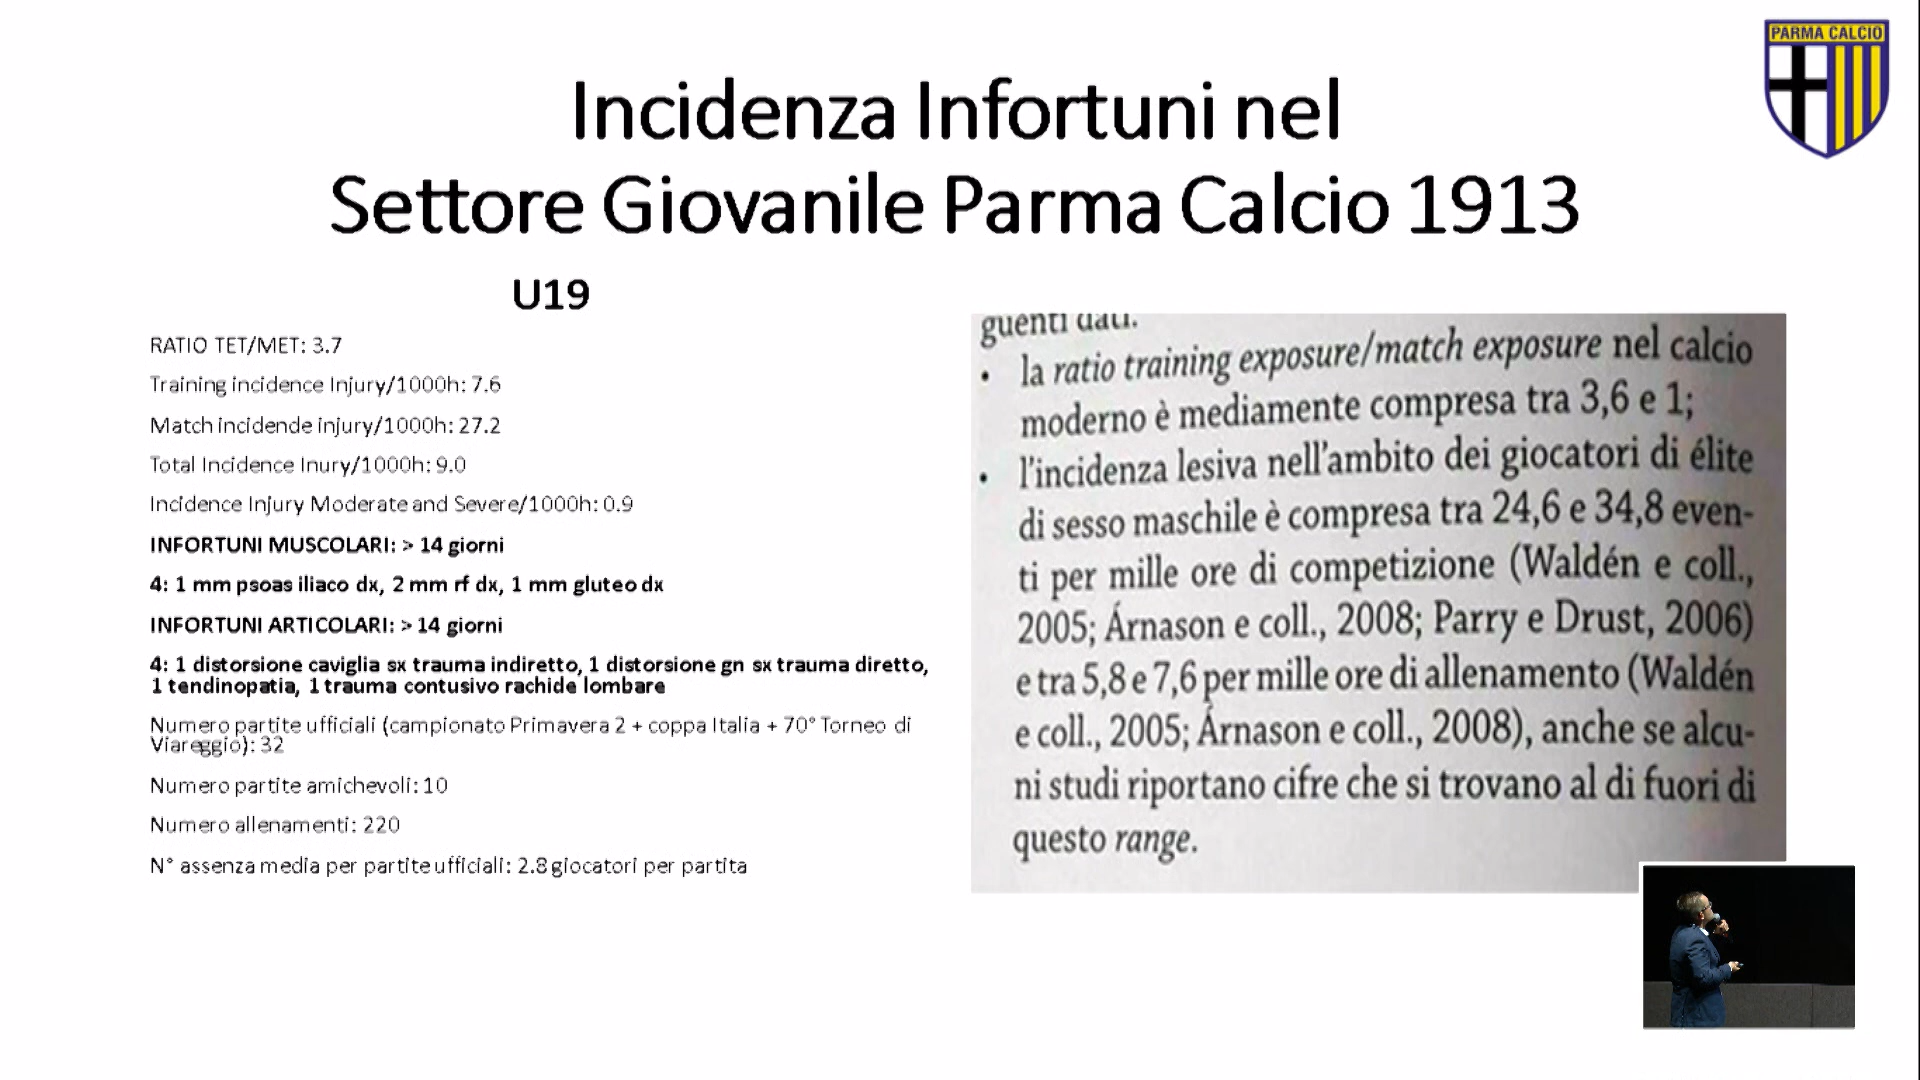 PARMA CALCIO
Incidenza Infortuni nel
Settore Giovanile Parma Calcio 1913
U19
RATIO TET/MET: 3.7
Training incidence Injury/1000h: 7.6
Match incidende injury/1000h: 27.2
Total Incidence Inury/1000h: 9.0
Incidence Injury Moderate and Severe/1000h: 0.9
INFORTUNI MUSCOLARI: > 14 giorni
4: 1 mm psoas iliaco dx, 2 mm rf dx, 1 mm gluteo dx
INFORTUNI ARTICOLARI: > 14 giorni
4: 1 distorsione caviglia sx trauma indiretto, 1 distorsione gn sx trauma diretto,
1 tendinopatia, 1 trauma contusivo rachide lombare
Numero partite ufficiali (campionato Primavera 2 + coppa Italia + 70° Torneo di
Viareggio): 32
Numero partite amichevoli: 10
Numero allenamenti: 220
N° assenza media per partite ufficiali: 2.8 giocatori per partita
guenti dati.
• la ratio training exposure/match exposure nel calcio
moderno è mediamente compresa tra 3,6 e 1;
• l'incidenza lesiva nell'ambito dei giocatori di élite
di sesso maschile è compresa tra 24,6 e 34,8 even-
ti per mille ore di competizione (Waldén e coll.,
2005; Árnason e coll., 2008; Parry e Drust, 2006)
e tra 5,8 e 7,6 per mille ore di allenamento (Waldén
e coll., 2005; Árnason e coll., 2008), anche se alcu-
ni studi riportano cifre che si trovano al di fuori di
questo range.